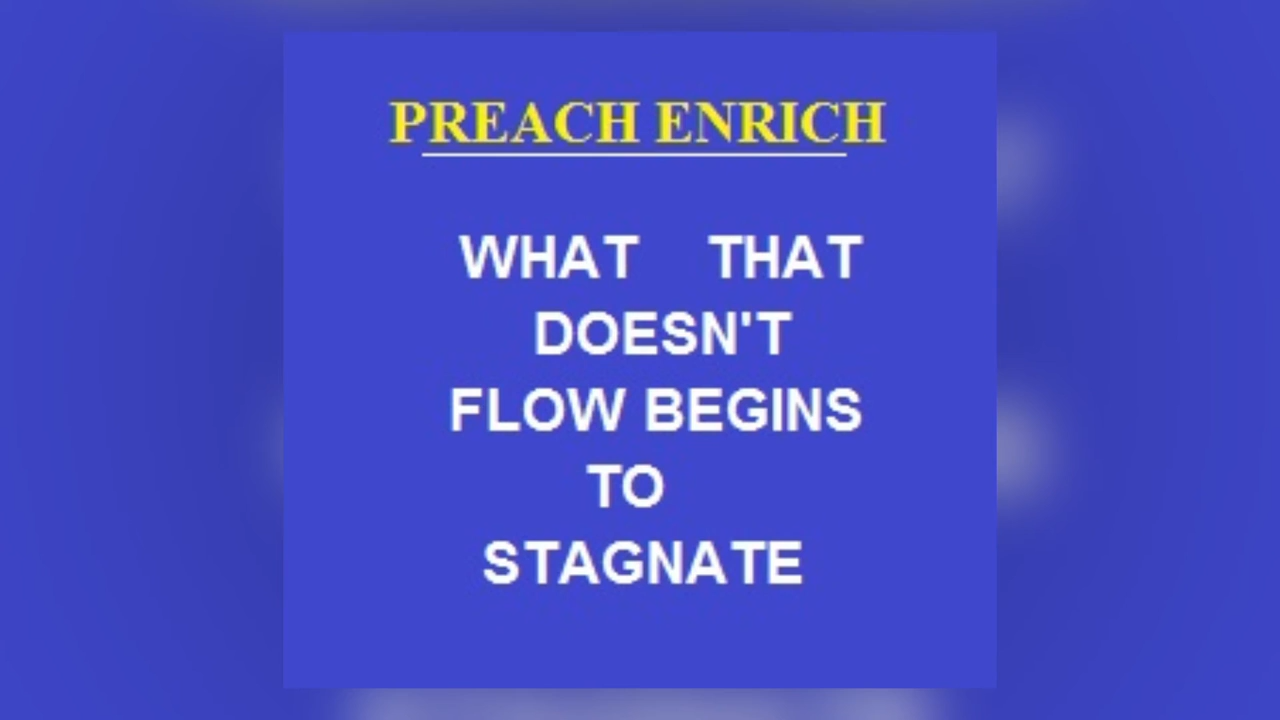 PREACH ENRICH
WHAT THAT
DOESN'T
FLOW BEGINS
TO
STAGNATE